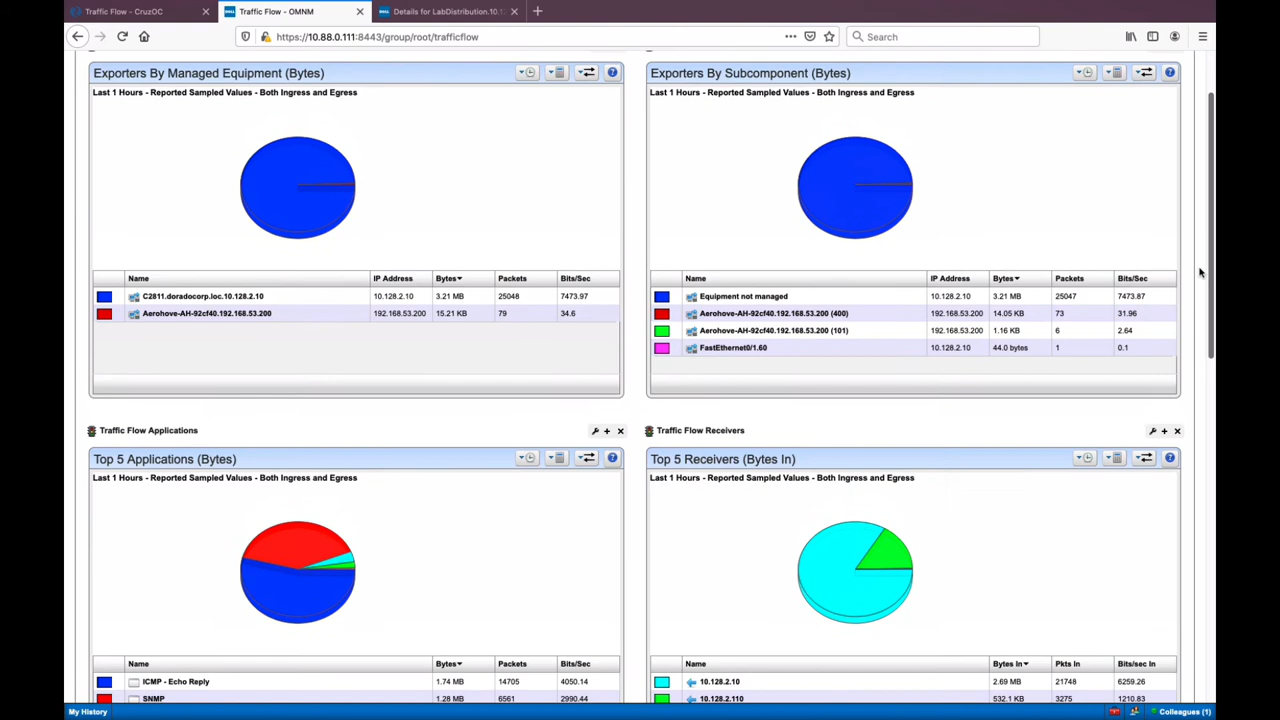 Traffic Flow - CruzOC
Traffic Flow - OMNM
DELL
Details for LabDistribution.10.1
https://10.88.0.111:8443/group/root/trafficflow
Search
Exporters By Managed Equipment (Bytes)
Last 1 Hours - Reported Sampled Values - Both Ingress and Egress
Name IP Address Bytes Packets Bits/Sec
C2811.doradocorp.loc.10.128.2.10 10.128.2.10 3.21 MB 25048 7473.97
Aerohove-AH-92cf40.192.168.53.200 192.168.53.200 15.21 KB 79 34.6
Exporters By Subcomponent (Bytes)
Last 1 Hours - Reported Sampled Values - Both Ingress and Egress
Name IP Address Bytes Packets Bits/Sec
Equipment not managed 10.128.2.10 3.21 MB 25047 7473.87
Aerohove-AH-92cf40.192.168.53.200 (400) 192.168.53.200 14.05 KB 73 31.96
Aerohove-AH-92cf40.192.168.53.200 (101) 192.168.53.200 1.16 KB 6 2.64
FastEthernet0/1.60 10.128.2.10 44.0 bytes 1 0.1
Traffic Flow Applications
Top 5 Applications (Bytes)
Last 1 Hours - Reported Sampled Values - Both Ingress and Egress
Name Bytes Packets Bits/Sec
ICMP - Echo Reply 1.74 MB 14705 4050.14
SNMP 1.28 MB 6561 2990.44
Traffic Flow Receivers
Top 5 Receivers (Bytes In)
Last 1 Hours - Reported Sampled Values - Both Ingress and Egress
Name Bytes In Pkts In Bits/sec In
10.128.2.10 2.69 MB 21748 6259.26
10.128.2.110 532.1 KB 3275 1210.83
My History
Colleagues (1)